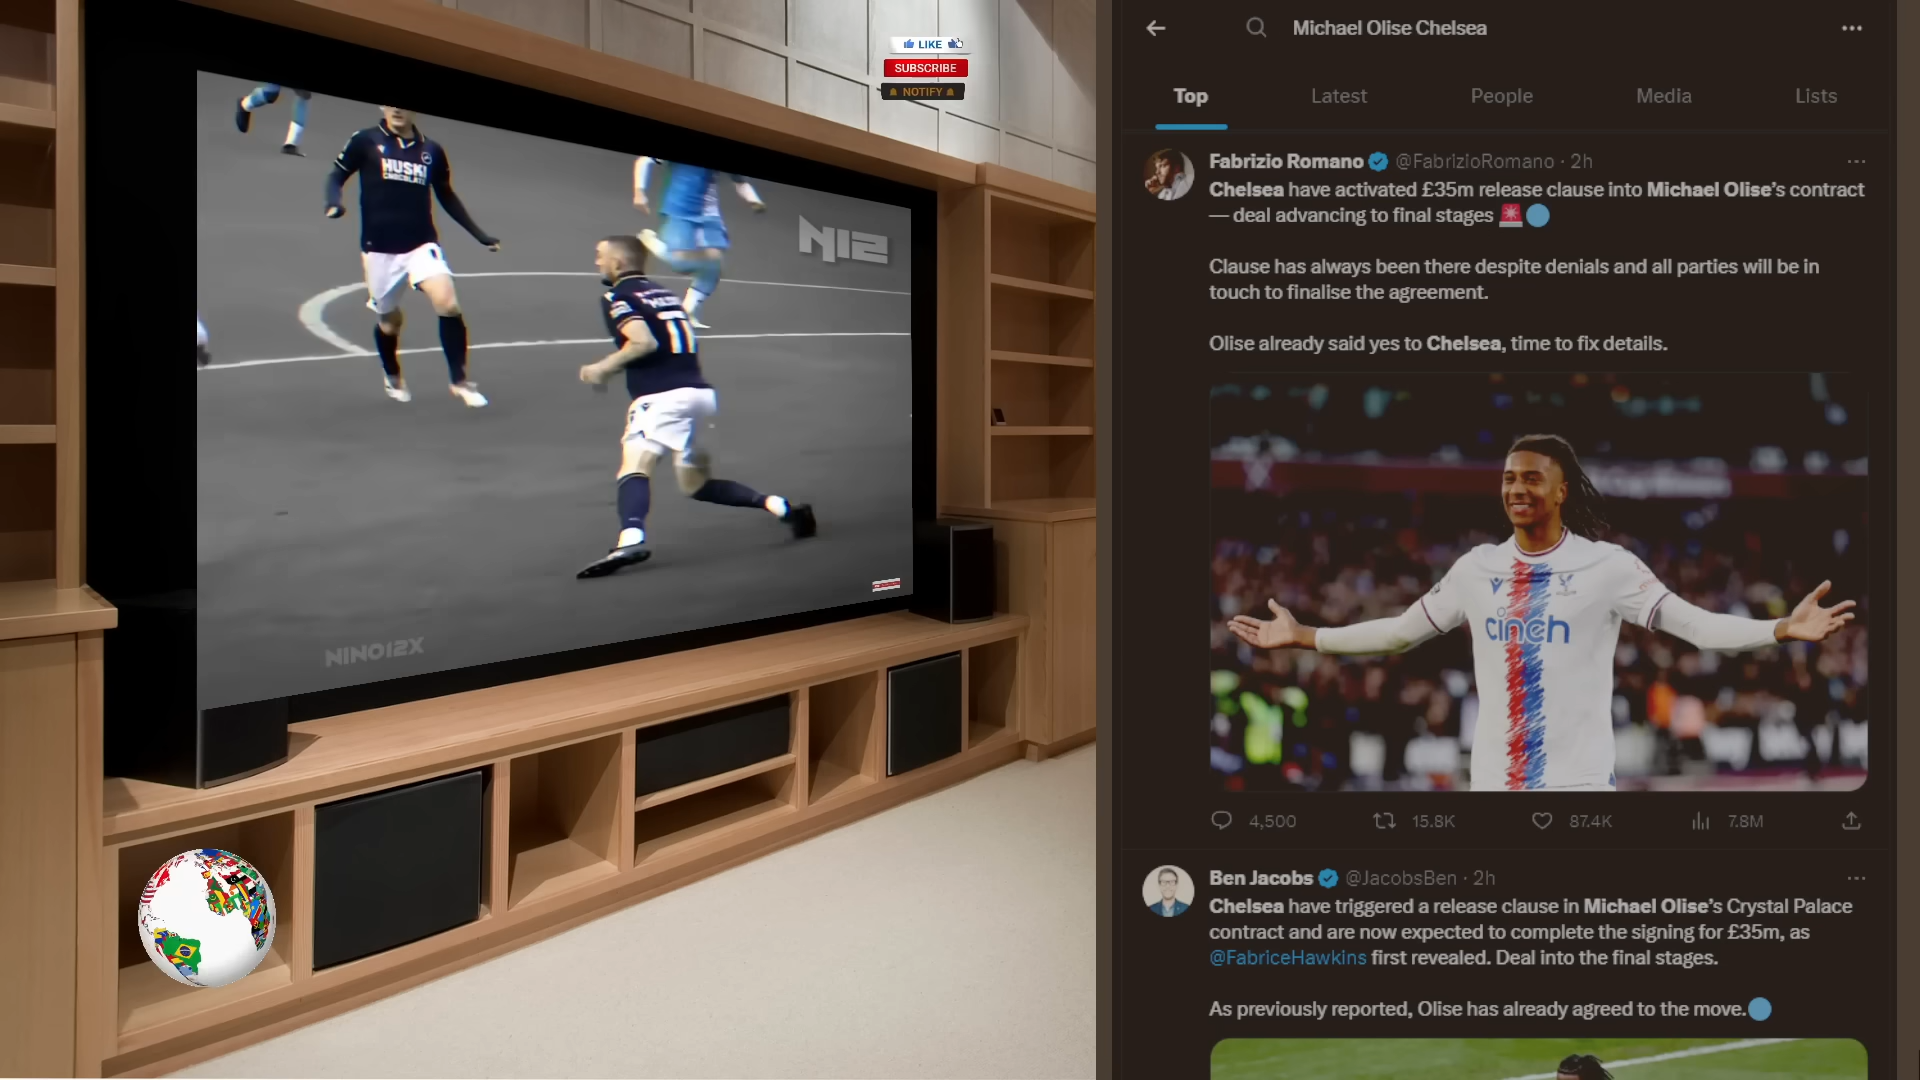 LIKE
SUBSCRIBE
NOTIFY
HUSKI
CHOCOLATE
11
N12
NINO12X
Michael Olise Chelsea
Top
Latest
People
Media
Lists
Fabrizio Romano @FabrizioRomano · 2h
Chelsea have activated £35m release clause into Michael Olise's contract
— deal advancing to final stages 🚨🔵
Clause has always been there despite denials and all parties will be in
touch to finalise the agreement.
Olise already said yes to Chelsea, time to fix details.
cinch
4,500
15.8K
87.4K
7.8M
Ben Jacobs @JacobsBen · 2h
Chelsea have triggered a release clause in Michael Olise's Crystal Palace
contract and are now expected to complete the signing for £35m, as
@FabriceHawkins first revealed. Deal into the final stages.
As previously reported, Olise has already agreed to the move.🔵